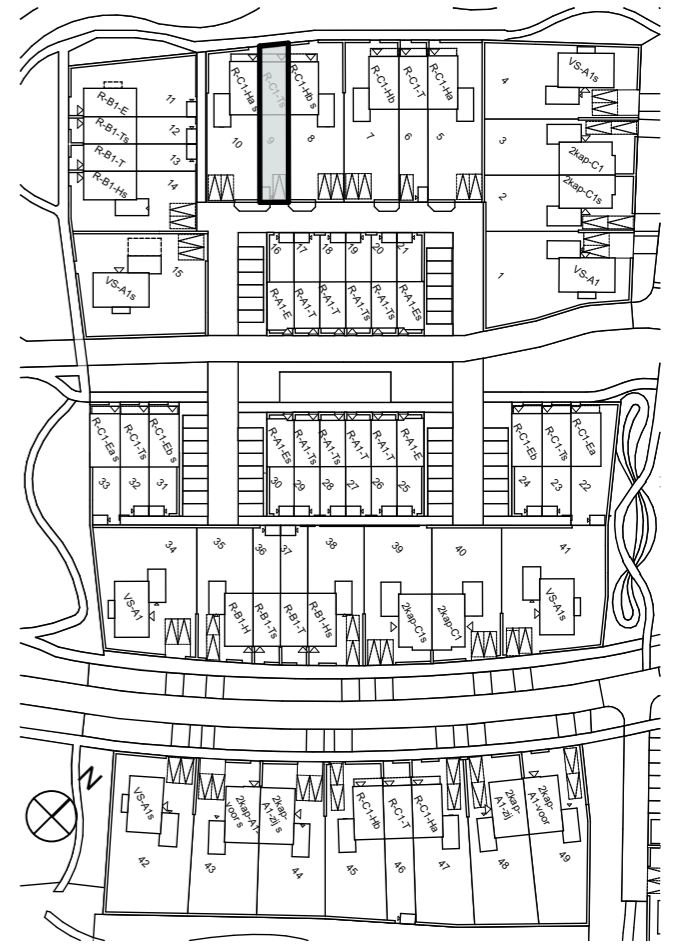 R-C1-Ha s
R-C1-Ts
R-C1-Hb s
10
9
8
R-C1-Hb
R-C1-T
R-C1-Ha
7
6
5
4
VS-A1s
3
2kap-C1
2
2kap-C1s
1
VS-A1
R-B1-E
11
R-B1-Ts
12
R-B1-T
13
R-B1-Hs
14
15
VS-A1s
16
17
18
19
20
21
R-A1-E
R-A1-T
R-A1-T
R-A1-Ts
R-A1-Ts
R-A1-Es
R-C1-Ea s
R-C1-Ts
R-C1-Eb s
33
32
31
R-A1-Es
R-A1-Ts
R-A1-Ts
R-A1-T
R-A1-T
R-A1-E
30
29
28
27
26
25
R-C1-Eb
R-C1-Ts
R-C1-Ea
24
23
22
34
35
36
37
38
39
40
41
VS-A1
R-B1-H
R-B1-Ts
R-B1-T
R-B1-Hs
2kap-C1s
2kap-C1
VS-A1s
N
VS-A1s
2kap-A1-
voor s
2kap-
A1-zij s
R-C1-Hb
R-C1-T
R-C1-Ha
2kap-
A1-zij
2kap-
A1-voor
42
43
44
45
46
47
48
49